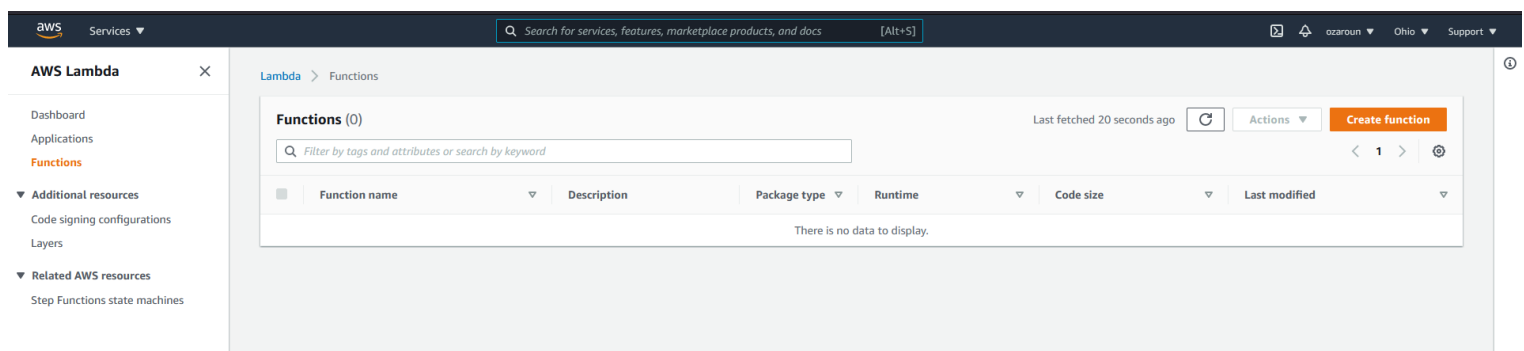 aws Services ▼ Search for services, features, marketplace products, and docs [Alt+S] ozaroun ▼ Ohio ▼ Support ▼
AWS Lambda
Dashboard
Applications
Functions
▼ Additional resources
Code signing configurations
Layers
▼ Related AWS resources
Step Functions state machines
Lambda > Functions
Functions (0) Last fetched 20 seconds ago Actions ▼ Create function
Filter by tags and attributes or search by keyword < 1 >
Function name Description Package type Runtime Code size Last modified
There is no data to display.